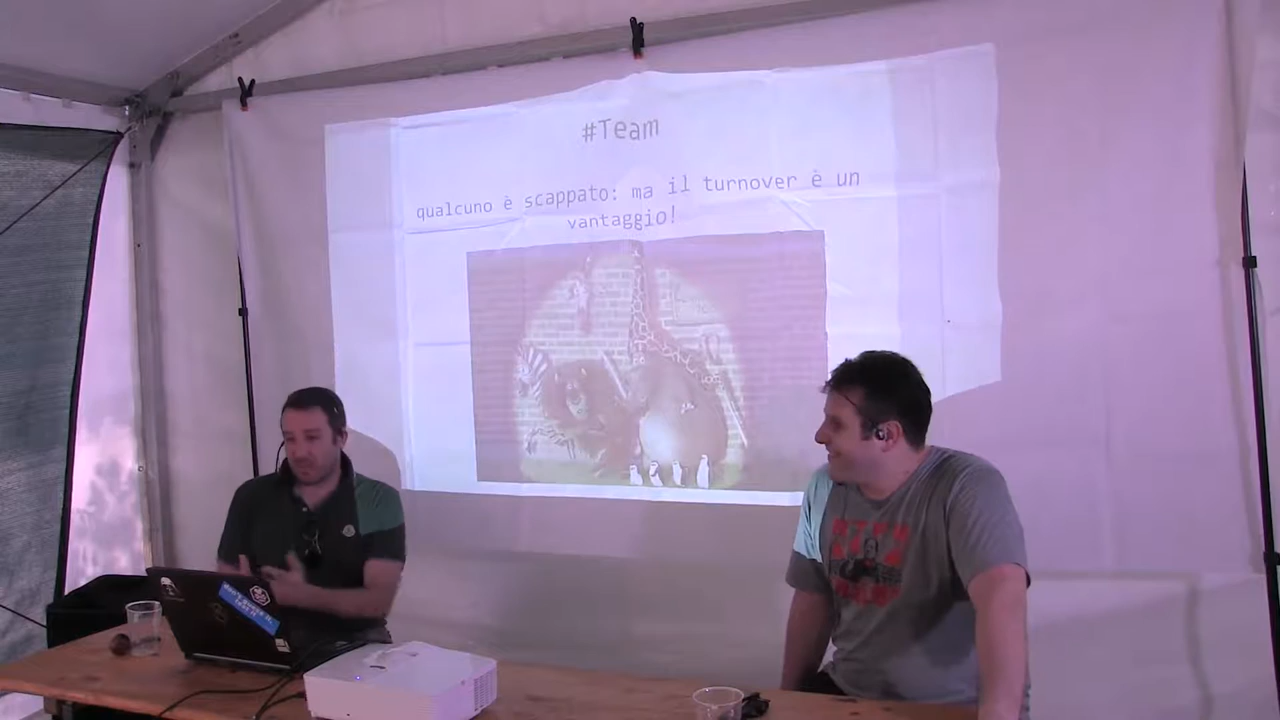 #Team
qualcuno è scappato: ma il turnover è un
vantaggio!